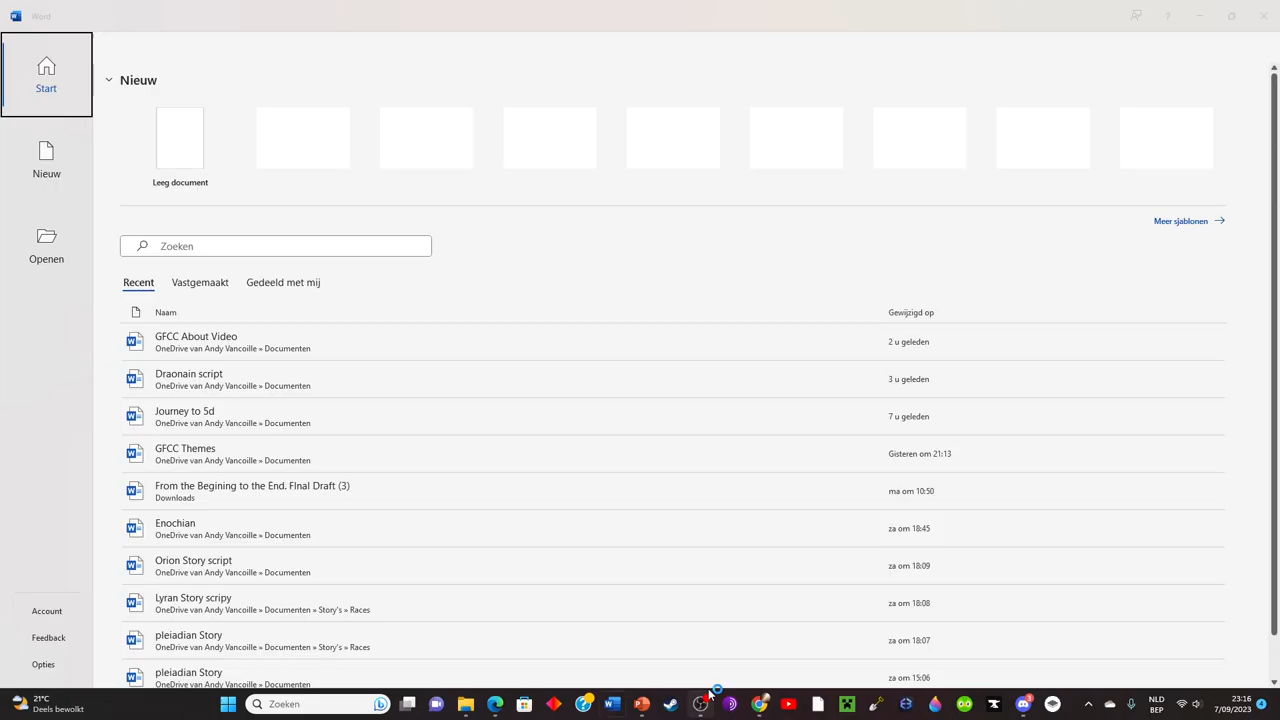 Word
Start
Nieuw
Openen
Account
Feedback
Opties
Nieuw
Leeg document
Meer sjablonen
Zoeken
Recent Vastgemaakt Gedeeld met mij
Naam Gewijzigd op
GFCC About Video
OneDrive van Andy Vancoille » Documenten
2 u geleden
Draonain script
OneDrive van Andy Vancoille » Documenten
3 u geleden
Journey to 5d
OneDrive van Andy Vancoille » Documenten
7 u geleden
GFCC Themes
OneDrive van Andy Vancoille » Documenten
Gisteren om 21:13
From the Begining to the End. FInal Draft (3)
Downloads
ma om 10:50
Enochian
OneDrive van Andy Vancoille » Documenten
za om 18:45
Orion Story script
OneDrive van Andy Vancoille » Documenten
za om 18:09
Lyran Story scripy
OneDrive van Andy Vancoille » Documenten » Story's » Races
za om 18:08
pleiadian Story
OneDrive van Andy Vancoille » Documenten » Story's » Races
za om 18:07
pleiadian Story
OneDrive van Andy Vancoille » Documenten
za om 15:06
21°C
Deels bewolkt
Zoeken
NLD
BEP
23:16
7/09/2023